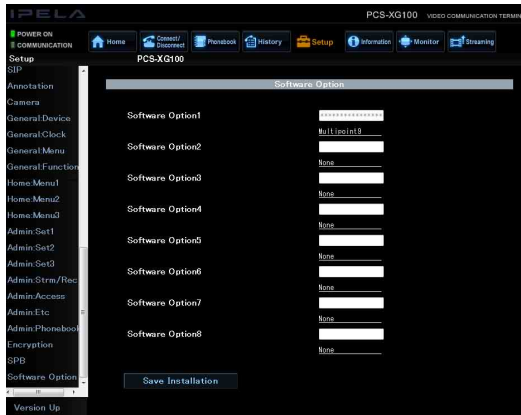 IPELA
PCS-XG100 VIDEO COMMUNICATION TERMIN
POWER ON
COMMUNICATION
Home
Connect/
Disconnect
Phonebook
History
Setup
Information
Monitor
Streaming
Setup
PCS-XG100
SIP
Annotation
Camera
General:Device
General:Clock
General:Menu
General:Function
Home:Menu1
Home:Menu2
Home:Menu3
Admin:Set1
Admin:Set2
Admin:Set3
Admin:Strm/Rec
Admin:Access
Admin:Etc
Admin:Phonebook
Encryption
SPB
Software Option
Version Up
Software Option
Software Option1
****************
Multipoint9
Software Option2
None
Software Option3
None
Software Option4
None
Software Option5
None
Software Option6
None
Software Option7
None
Software Option8
None
Save Installation